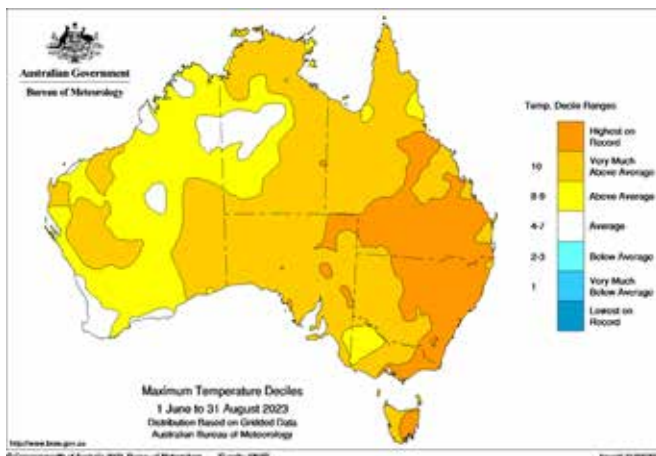 Australian Government
Bureau of Meteorology
Temp. Decile Ranges
Highest on
Record
10
Very Much
Above Average
8-9
Above Average
4-7
Average
2-3
Below Average
1
Very Much
Below Average
Lowest on
Record
Maximum Temperature Deciles
1 June to 31 August 2023
Distribution Based on Gridded Data
Australian Bureau of Meteorology
http://www.bom.gov.au